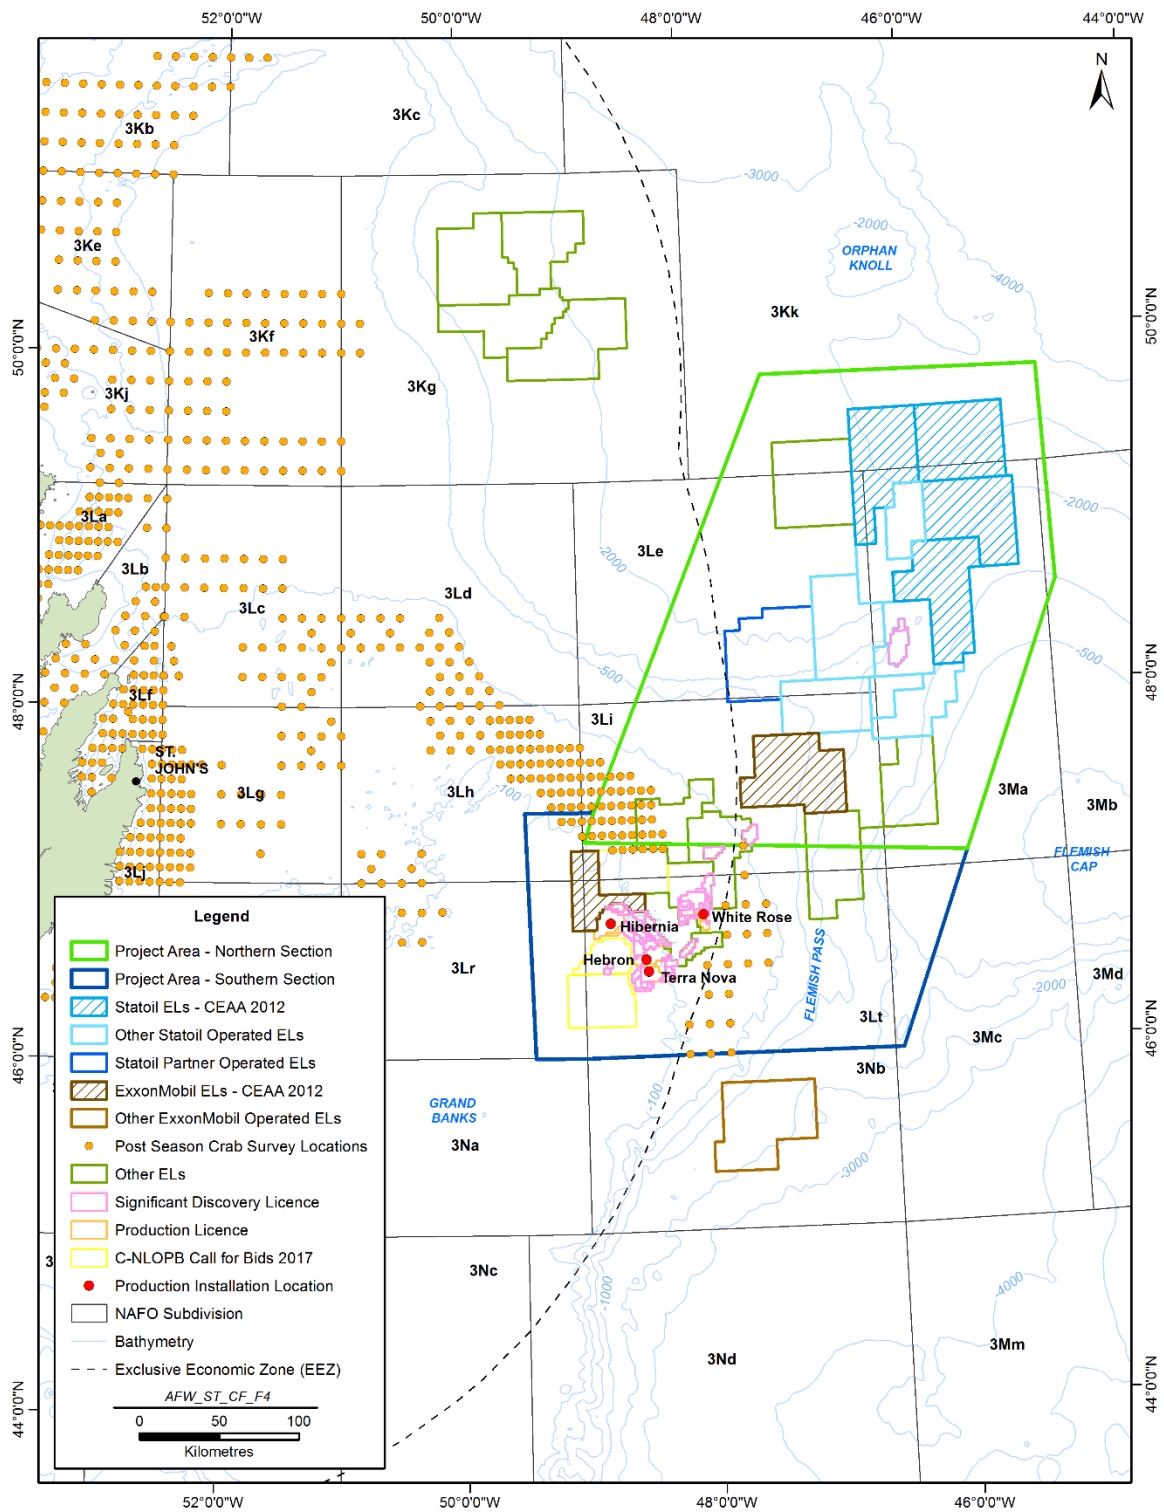 52°0'0"W
50°0'0"W
48°0'0"W
46°0'0"W
44°0'0"W
N
3Kc
3Kb
-3000
-2000
3Ke
ORPHAN
KNOLL
-4000
50°0'0"N
3Kk
50°0'0"N
3Kf
3Kg
3Kj
-2000
3La
3Le
-2000
3Lb
3Ld
3Lc
-500
-500
48°0'0"N
3Lf
48°0'0"N
3Li
ST.
JOHN'S
3Lh
-100
3Lg
3Ma
3Mb
FLEMISH
CAP
3Lj
White Rose
Hibernia
Hebron
Terra Nova
3Lr
FLEMISH PASS
3Md
-2000
3Lt
3Mc
46°0'0"N
46°0'0"N
3Nb
GRAND
BANKS
-100
3Na
-3000
3
3Nc
-1000
-4000
3Nd
3Mm
44°0'0"N
44°0'0"N
Legend
Project Area - Northern Section
Project Area - Southern Section
Statoil ELs - CEAA 2012
Other Statoil Operated ELs
Statoil Partner Operated ELs
ExxonMobil ELs - CEAA 2012
Other ExxonMobil Operated ELs
Post Season Crab Survey Locations
Other ELs
Significant Discovery Licence
Production Licence
C-NLOPB Call for Bids 2017
Production Installation Location
NAFO Subdivision
Bathymetry
Exclusive Economic Zone (EEZ)
AFW_ST_CF_F4
0 50 100
Kilometres
52°0'0"W
50°0'0"W
48°0'0"W
46°0'0"W